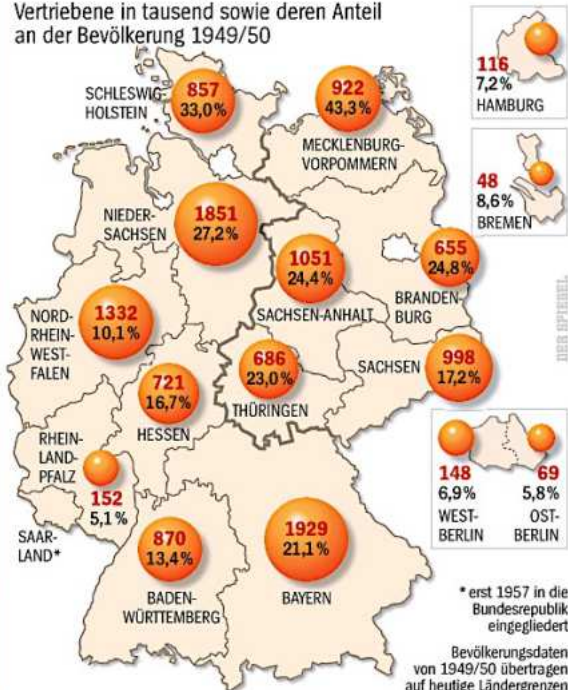 Vertriebene in tausend sowie deren Anteil
an der Bevölkerung 1949/50
116
7,2%
HAMBURG
SCHLESWIG-
HOLSTEIN
857
33,0%
922
43,3%
MECKLENBURG-
VORPOMMERN
48
8,6%
BREMEN
NIEDER-
SACHSEN
1851
27,2%
1051
24,4%
SACHSEN-ANHALT
655
24,8%
BRANDEN-
BURG
DER SPIEGEL
NORD-
RHEIN-
WEST-
FALEN
1332
10,1%
721
16,7%
HESSEN
686
23,0%
THÜRINGEN
SACHSEN
998
17,2%
RHEIN-
LAND-
PFALZ
152
5,1%
SAAR-
LAND*
148
6,9%
WEST-
BERLIN
69
5,8%
OST-
BERLIN
870
13,4%
BADEN-
WÜRTTEMBERG
1929
21,1%
BAYERN
* erst 1957 in die
Bundesrepublik
eingegliedert
Bevölkerungsdaten
von 1949/50 übertragen
auf heutige Ländergrenzen